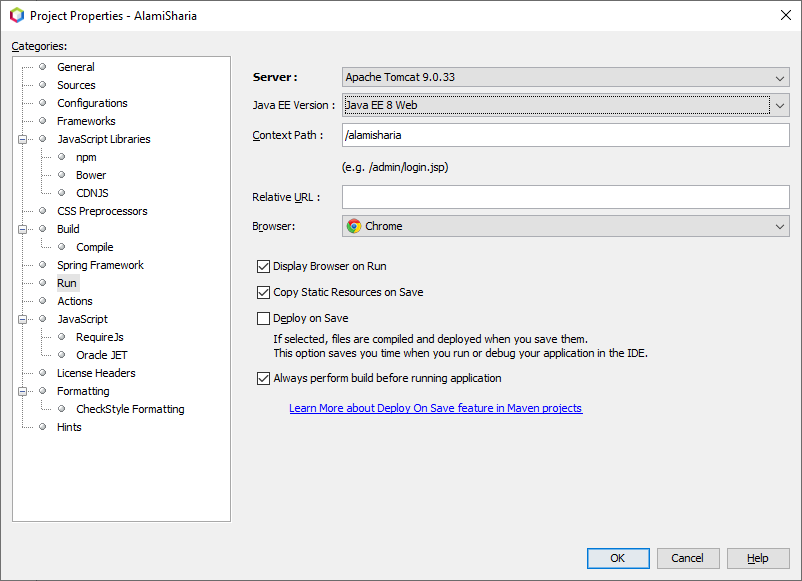 Project Properties - AlamiSharia
Categories:
General
Sources
Configurations
Frameworks
JavaScript Libraries
npm
Bower
CDNJS
CSS Preprocessors
Build
Compile
Spring Framework
Run
Actions
JavaScript
RequireJs
Oracle JET
License Headers
Formatting
CheckStyle Formatting
Hints
Server : Apache Tomcat 9.0.33
Java EE Version : Java EE 8 Web
Context Path : /alamisharia
(e.g. /admin/login.jsp)
Relative URL :
Browser: Chrome
Display Browser on Run
Copy Static Resources on Save
Deploy on Save
If selected, files are compiled and deployed when you save them.
This option saves you time when you run or debug your application in the IDE.
Always perform build before running application
Learn More about Deploy On Save feature in Maven projects
OK Cancel Help